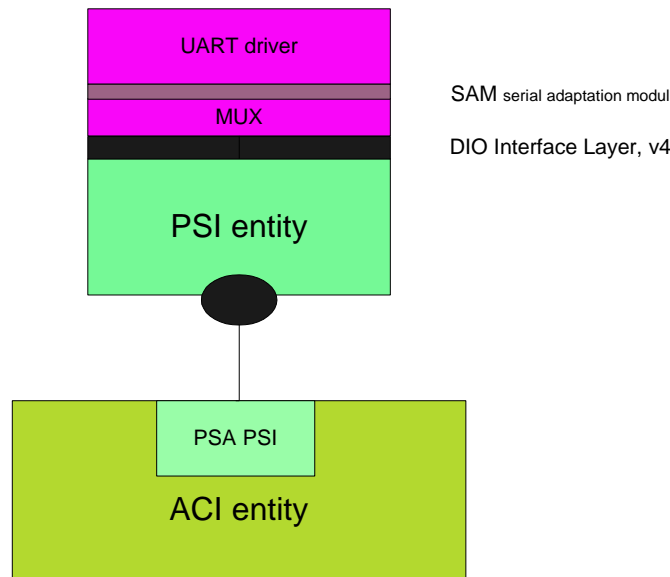 UART driver
SAM serial adaptation modul
MUX
DIO Interface Layer, v4
PSI entity
PSA PSI
ACI entity